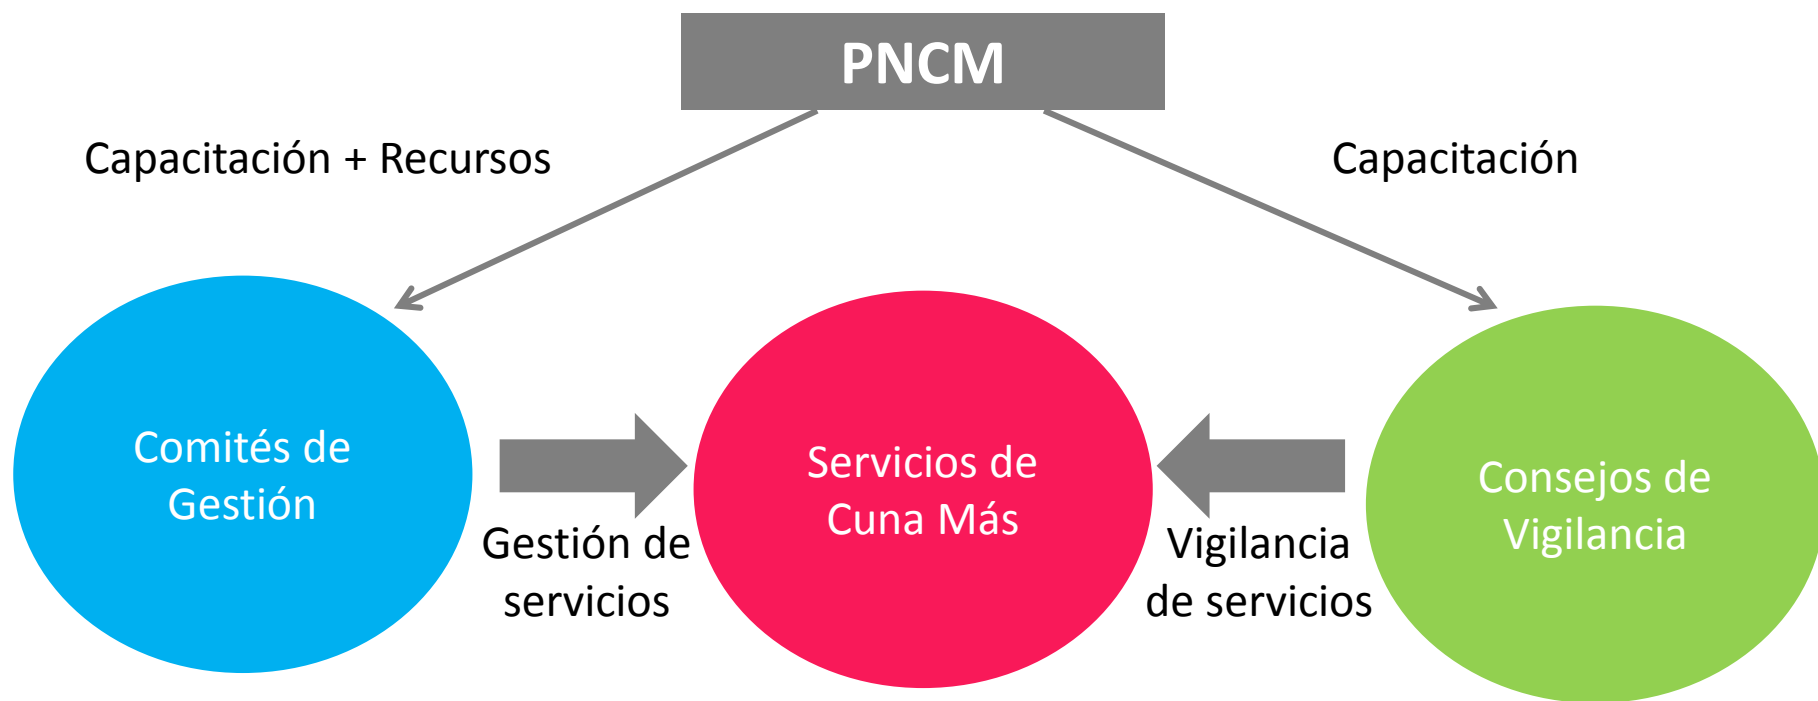 PNCM
Capacitación + Recursos
Capacitación
Comités de
Gestión
Gestión de
servicios
Servicios de
Cuna Más
Vigilancia
de servicios
Consejos de
Vigilancia